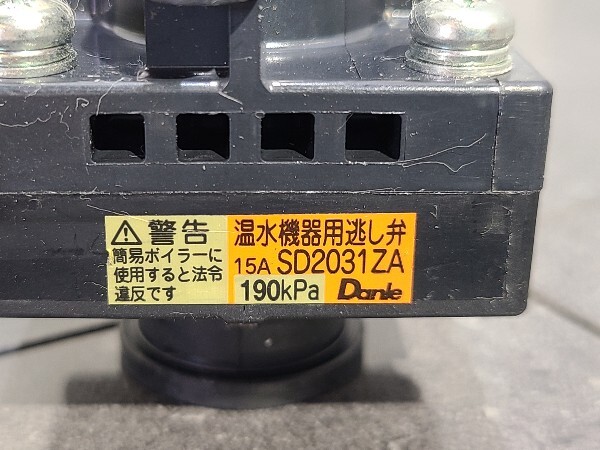 ⚠警告
簡易ボイラーに
使用すると法令
違反です
温水機器用逃し弁
15A SD2031ZA
190kPa Danle